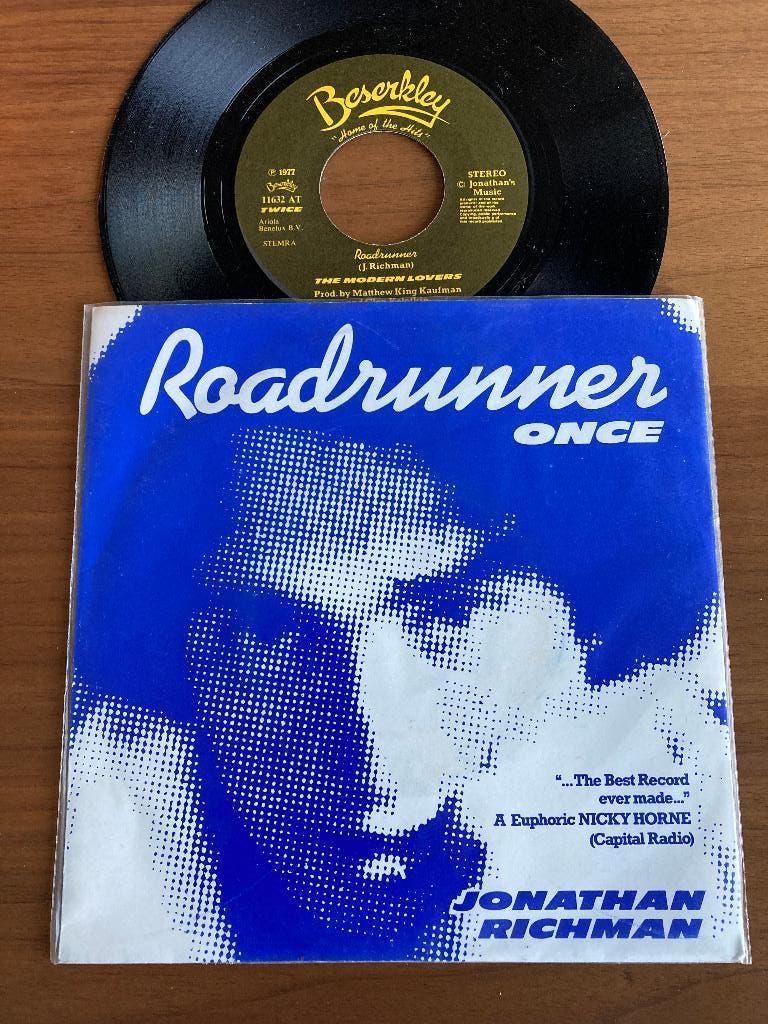 Beserkley
"Home of the Hits"
℗ 1977
Beserkley
11632 AT
TWICE
Ariola
Benelux B.V.
STEMRA
STEREO
© Jonathan's
Music
Roadrunner
(J. Richman)
THE MODERN LOVERS
Prod. by Matthew King Kaufman
Roadrunner
ONCE
"...The Best Record
ever made..."
A Euphoric NICKY HORNE
(Capital Radio)
JONATHAN
RICHMAN